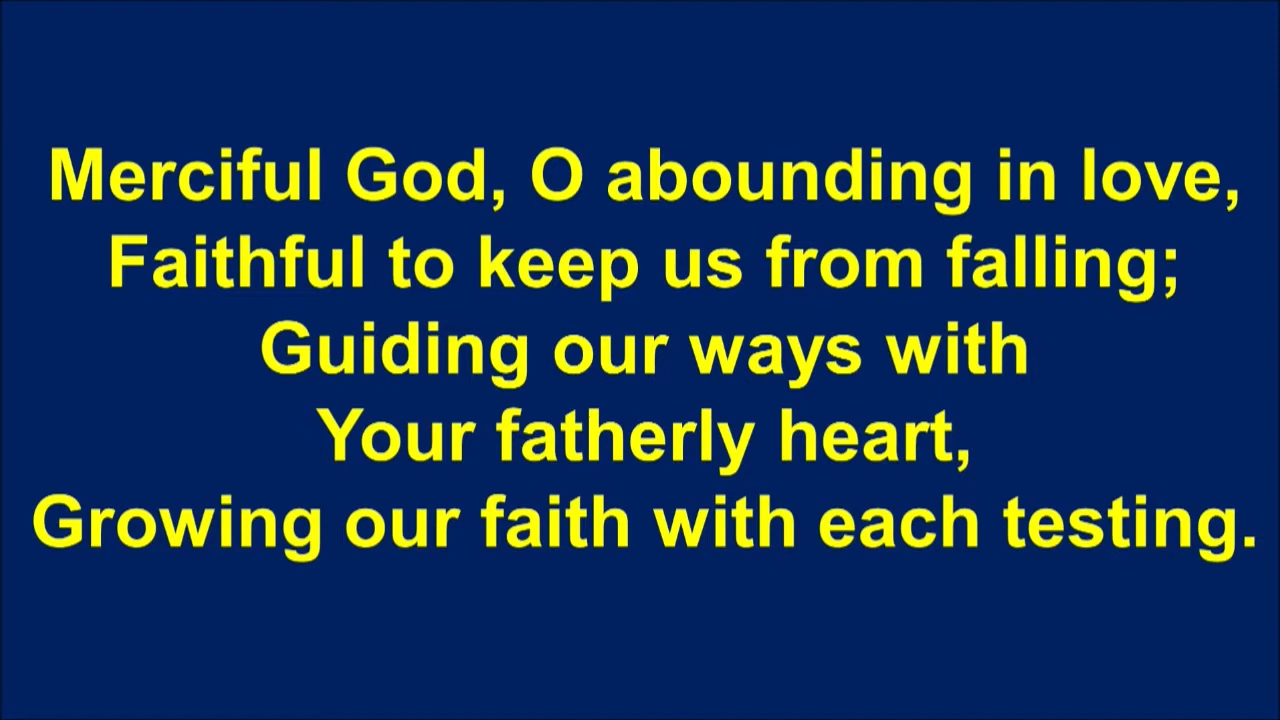 Merciful God, O abounding in love,
Faithful to keep us from falling;
Guiding our ways with
Your fatherly heart,
Growing our faith with each testing.